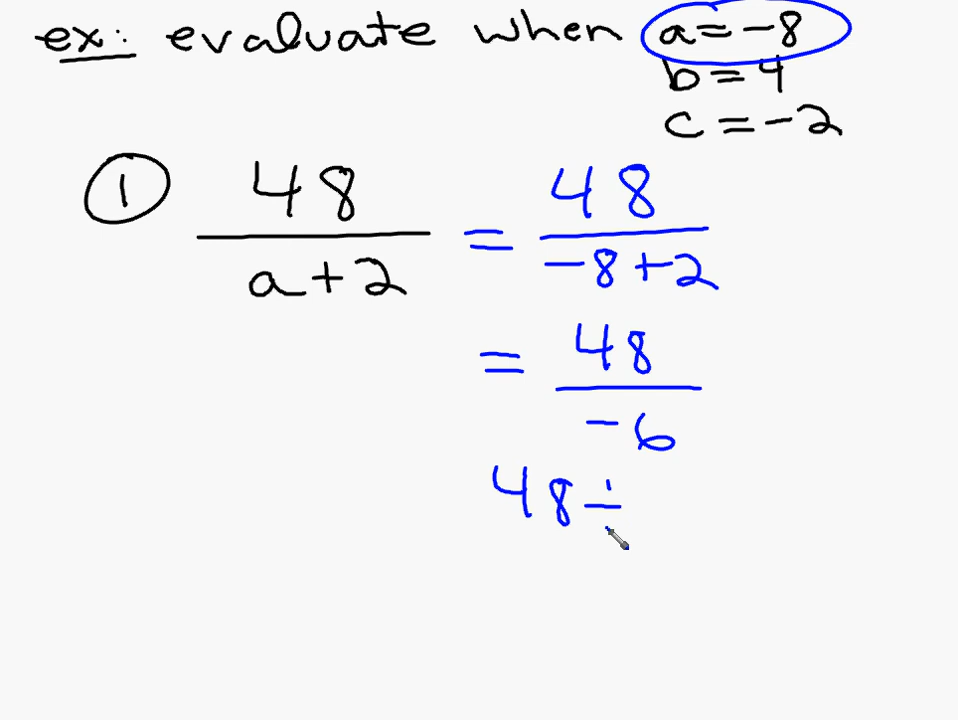 ex: evaluate when a = -8
b = 4
c = -2
① 48 / a + 2 = 48 / -8 + 2
= 48 / -6
48 ÷